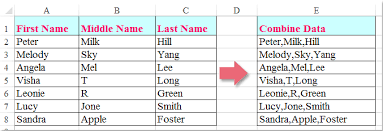 A B C D E
1 First Name Middle Name Last Name Combine Data
2 Peter Milk Hill Peter,Milk,Hill
3 Melody Sky Yang Melody,Sky,Yang
4 Angela Mel Lee Angela,Mel,Lee
5 Visha T Long Visha,T,Long
6 Leonie R Green Leonie,R,Green
7 Lucy Jone Smith Lucy,Jone,Smith
8 Sandra Apple Foster Sandra,Apple,Foster